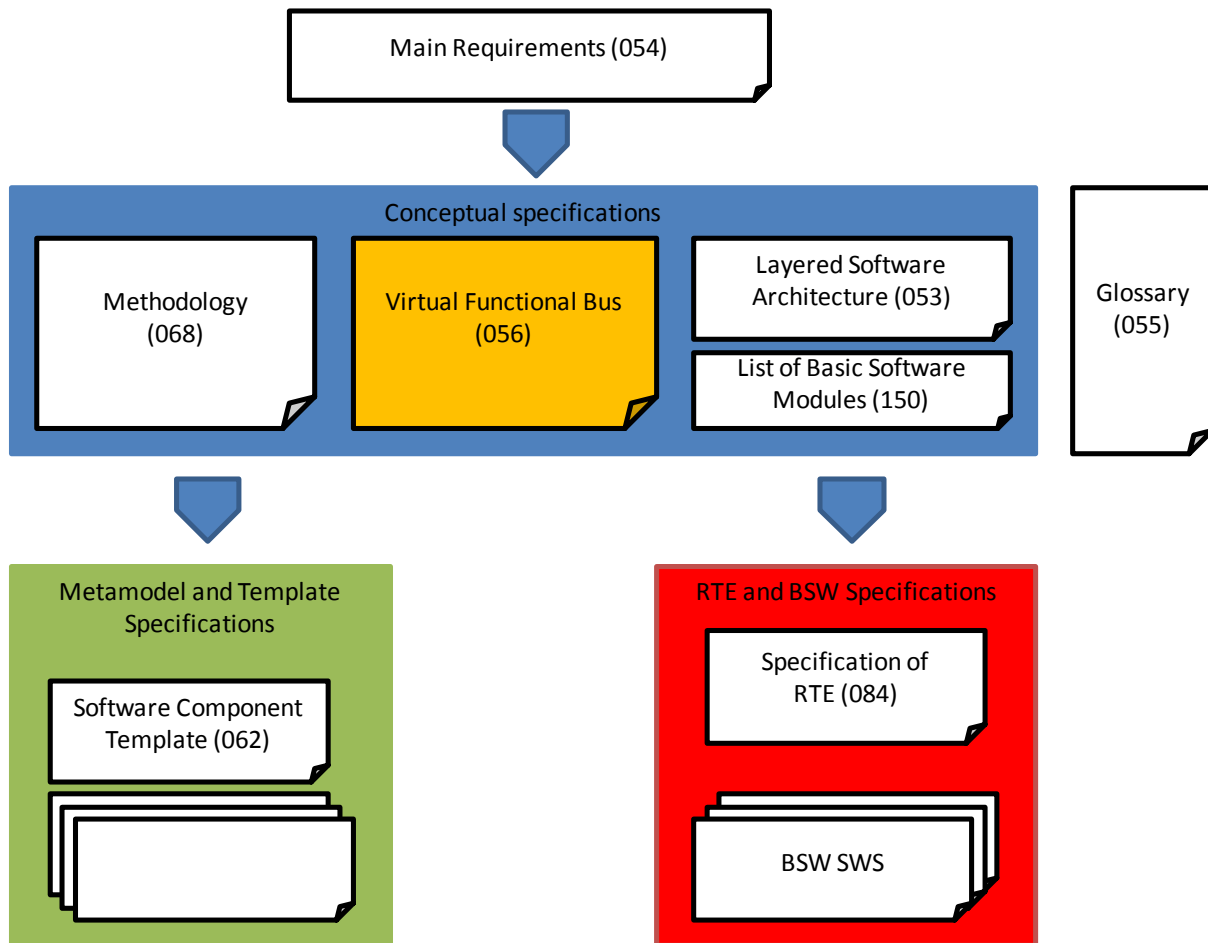 Main Requirements (054)
Conceptual specifications
Methodology
(068)
Virtual Functional Bus
(056)
Layered Software
Architecture (053)
List of Basic Software
Modules (150)
Glossary
(055)
Metamodel and Template
Specifications
Software Component
Template (062)
RTE and BSW Specifications
Specification of
RTE (084)
BSW SWS